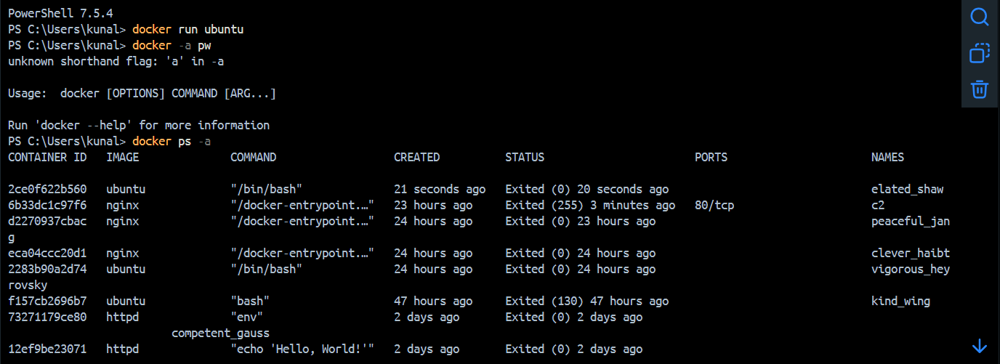 PowerShell 7.5.4
PS C:\Users\kunal> docker run ubuntu
PS C:\Users\kunal> docker -a pw
unknown shorthand flag: 'a' in -a
Usage:  docker [OPTIONS] COMMAND [ARG...]
Run 'docker --help' for more information
PS C:\Users\kunal> docker ps -a
CONTAINER ID   IMAGE              COMMAND                  CREATED          STATUS                       PORTS                      NAMES
2ce0f622b560   ubuntu             "/bin/bash"              21 seconds ago   Exited (0) 20 seconds ago                               elated_shaw
6b33dc1c97f6   nginx              "/docker-entrypoint.…"   23 hours ago     Exited (255) 3 minutes ago   80/tcp                     c2
d2270937cbac   nginx              "/docker-entrypoint.…"   24 hours ago     Exited (0) 23 hours ago                                 peaceful_jan
g
eca04ccc20d1   nginx              "/docker-entrypoint.…"   24 hours ago     Exited (0) 24 hours ago                                 clever_haibt
2283b90a2d74   ubuntu             "/bin/bash"              24 hours ago     Exited (0) 24 hours ago                                 vigorous_hey
rovsky
f157cb2696b7   ubuntu             "bash"                   47 hours ago     Exited (130) 47 hours ago                               kind_wing
73271179ce80   httpd              "env"                    2 days ago       Exited (0) 2 days ago
                         competent_gauss
12ef9be23071   httpd              "echo 'Hello, World!'"   2 days ago       Exited (0) 2 days ago